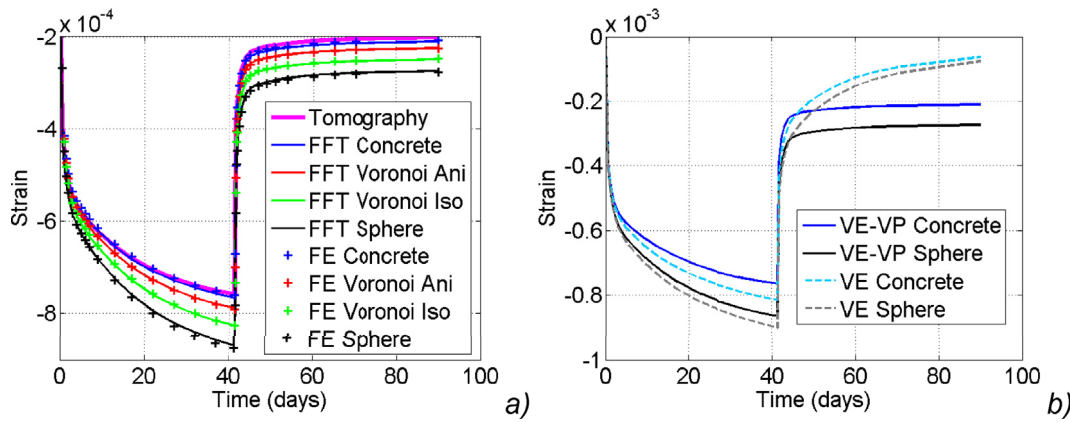 x 10⁻⁴
-2
-4
-6
-8
0 20 40 60 80 100
Strain
Time (days)
Tomography
FFT Concrete
FFT Voronoi Ani
FFT Voronoi Iso
FFT Sphere
FE Concrete
FE Voronoi Ani
FE Voronoi Iso
FE Sphere
a)
x 10⁻³
0
-0.2
-0.4
-0.6
-0.8
-1
0 20 40 60 80 100
Strain
Time (days)
VE-VP Concrete
VE-VP Sphere
VE Concrete
VE Sphere
b)